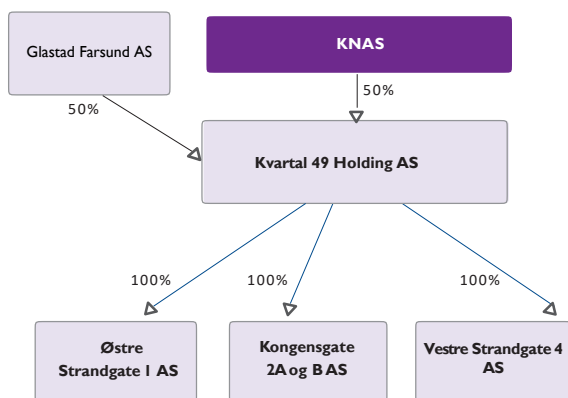 Glastad Farsund AS
KNAS
50%
50%
Kvartal 49 Holding AS
100%
100%
100%
Østre
Strandgate 1 AS
Kongensgate
2A og B AS
Vestre Strandgate 4
AS